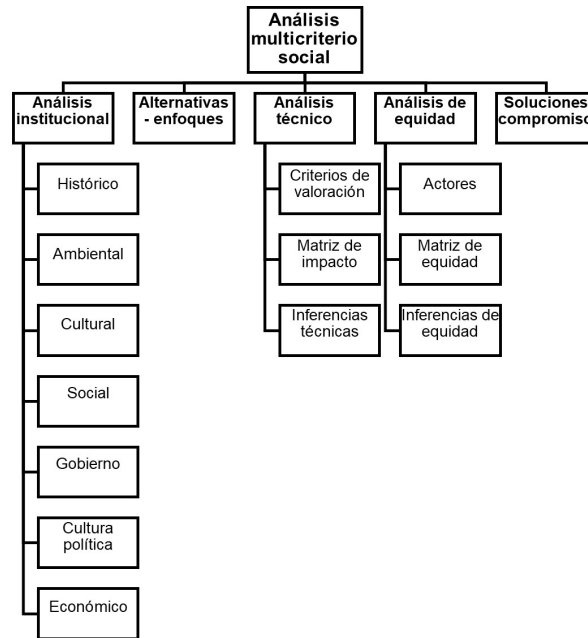 Análisis
multicriterio
social
Análisis
institucional
Alternativas
- enfoques
Análisis
técnico
Análisis de
equidad
Soluciones
compromiso
Histórico
Ambiental
Cultural
Social
Gobierno
Cultura
política
Económico
Criterios de
valoración
Matriz de
impacto
Inferencias
técnicas
Actores
Matriz de
equidad
Inferencias de
equidad